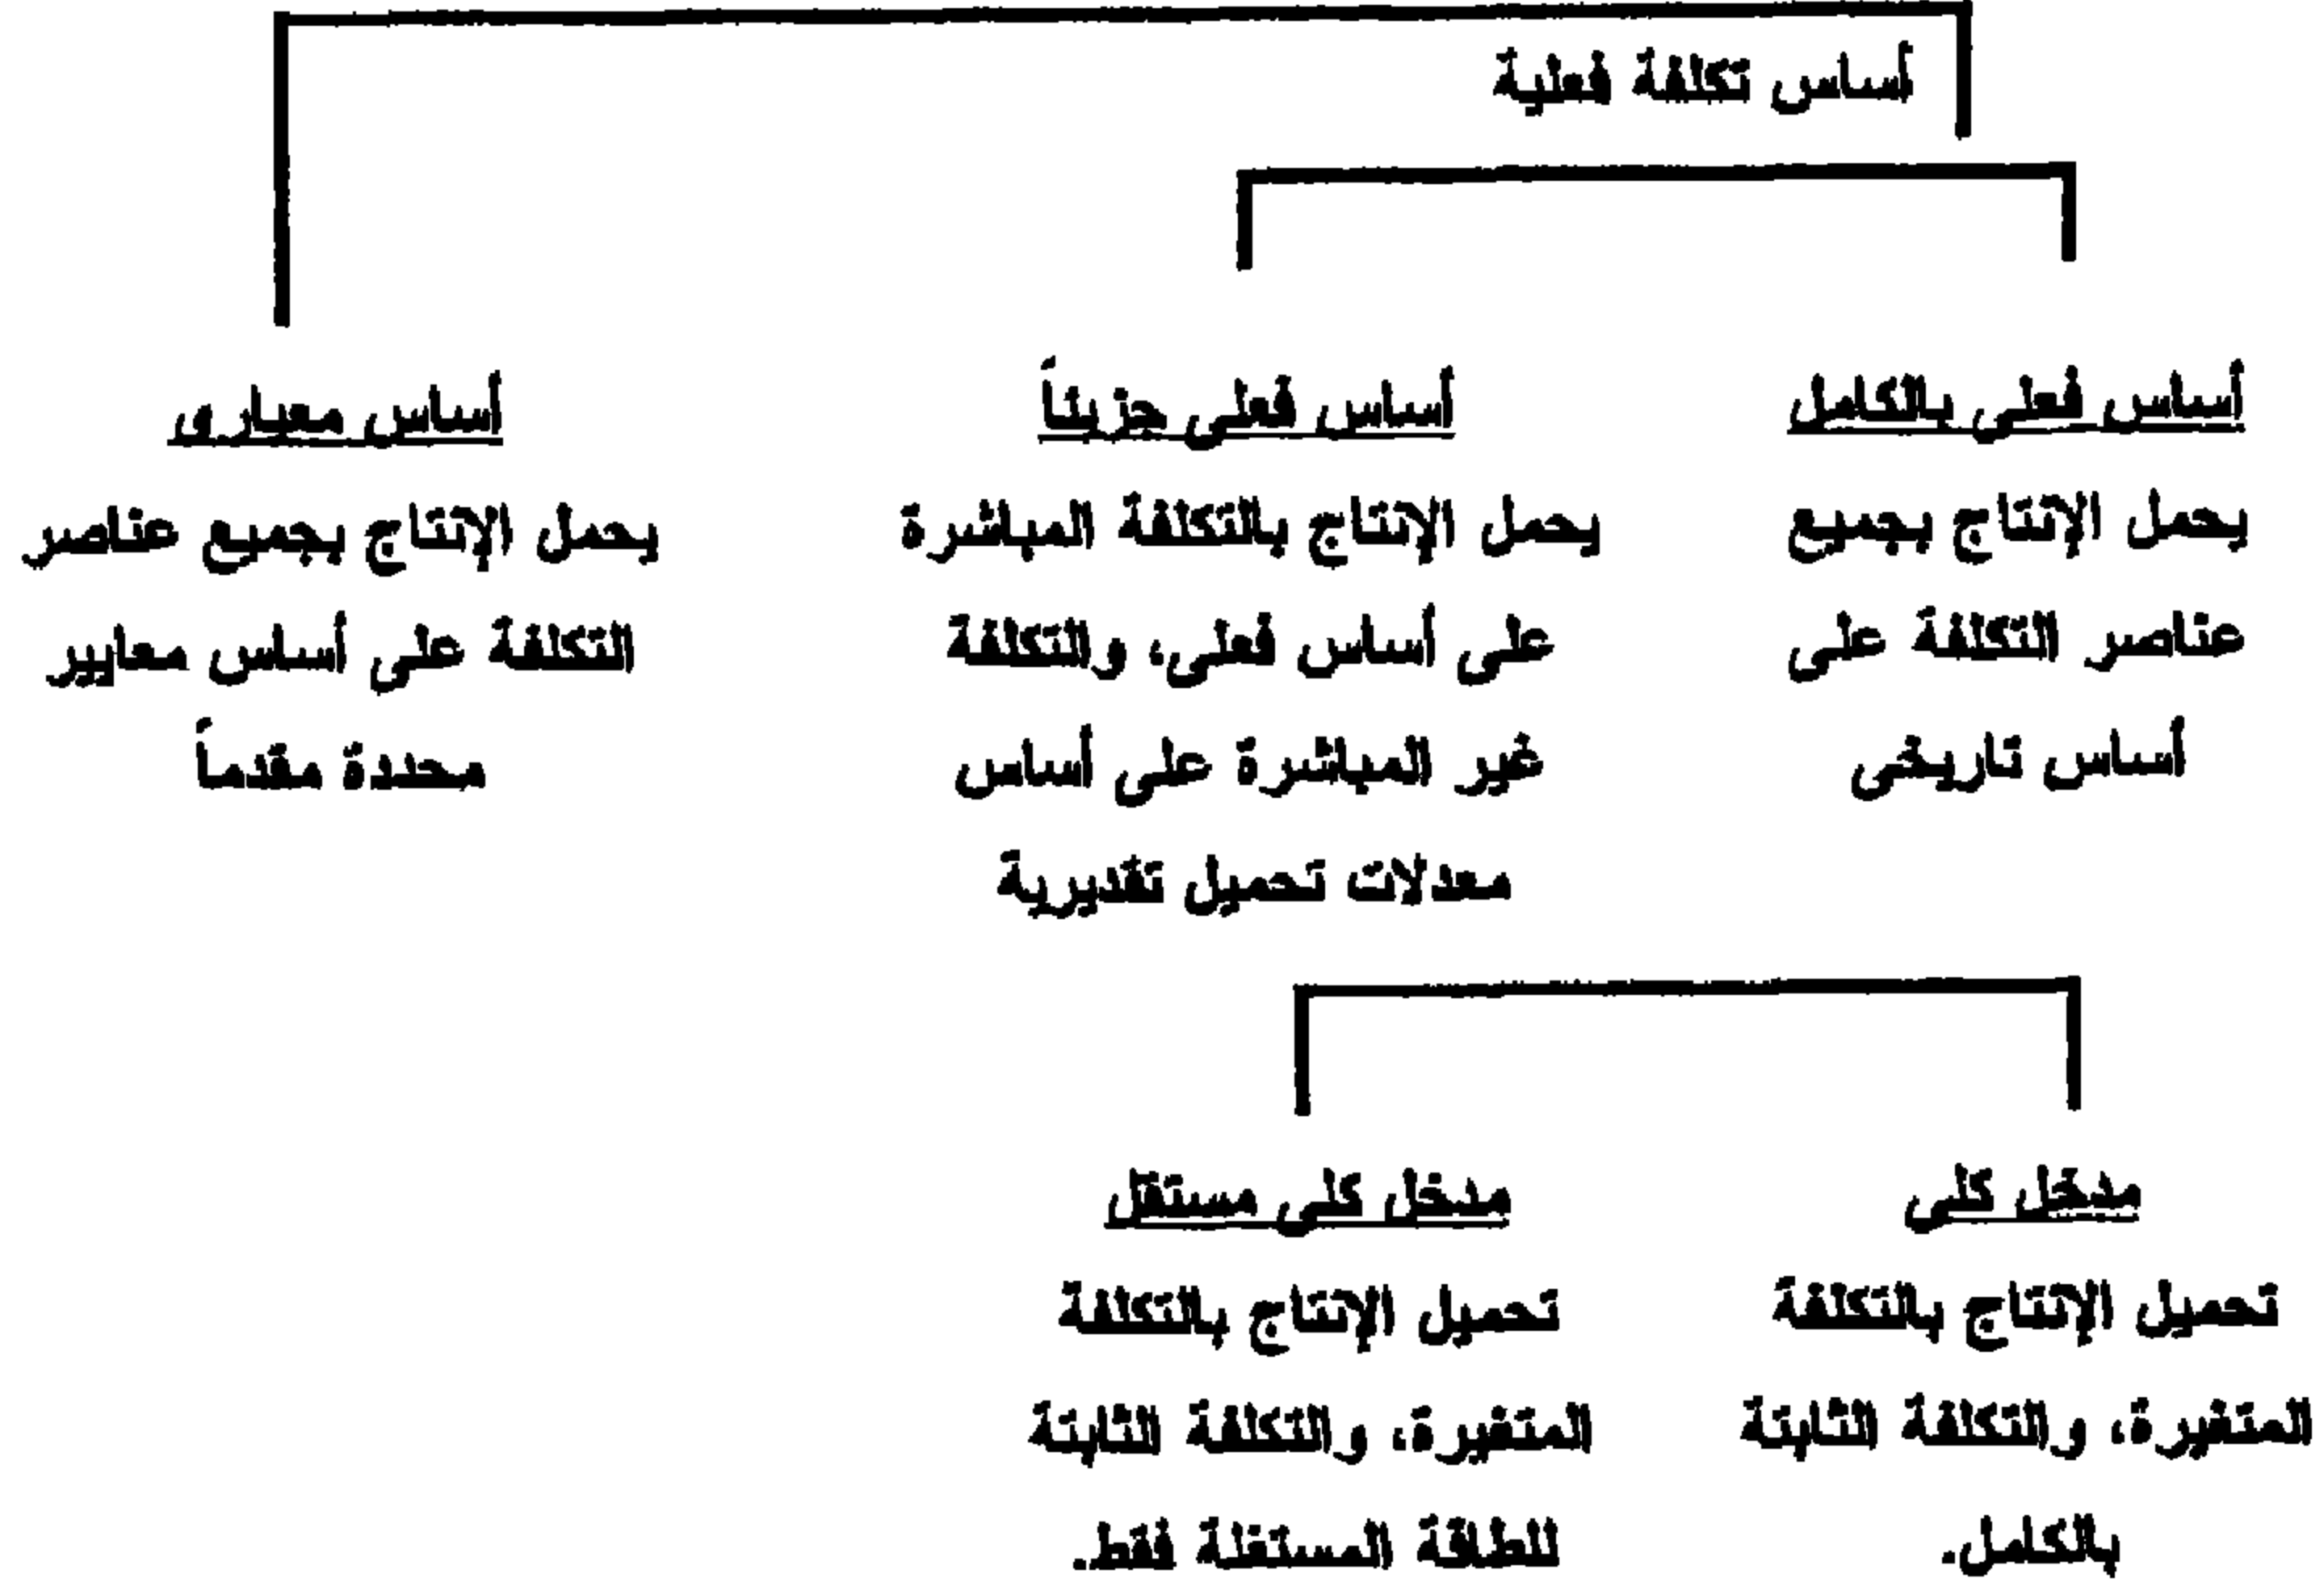 أساس تكلفة فعلية
أساس فعلى بالكامل
يحمل الإنتاج بجميع
عناصر التكلفة على
أساس تاريخى
أساس فعلى جزيئاً
يحمل الإنتاج بالتكلفة المباشرة
على أساس فعلى، والتكلفة
غير المباشرة على أساس
معدلات تحميل تقديرية
أساس معيارى
يحمل الإنتاج بجميع عناصر
التكلفة على أساس معايير
محددة مقدماً
مدخل كلى
تحميل الإنتاج بالتكلفة
المتغيرة، والتكلفة الثابتة
بالكامل.
مدخل كلى مستقل
تحميل الإنتاج بالتكلفة
المتغيرة، والتكلفة الثابتة
للطاقة المستغلة فقط.